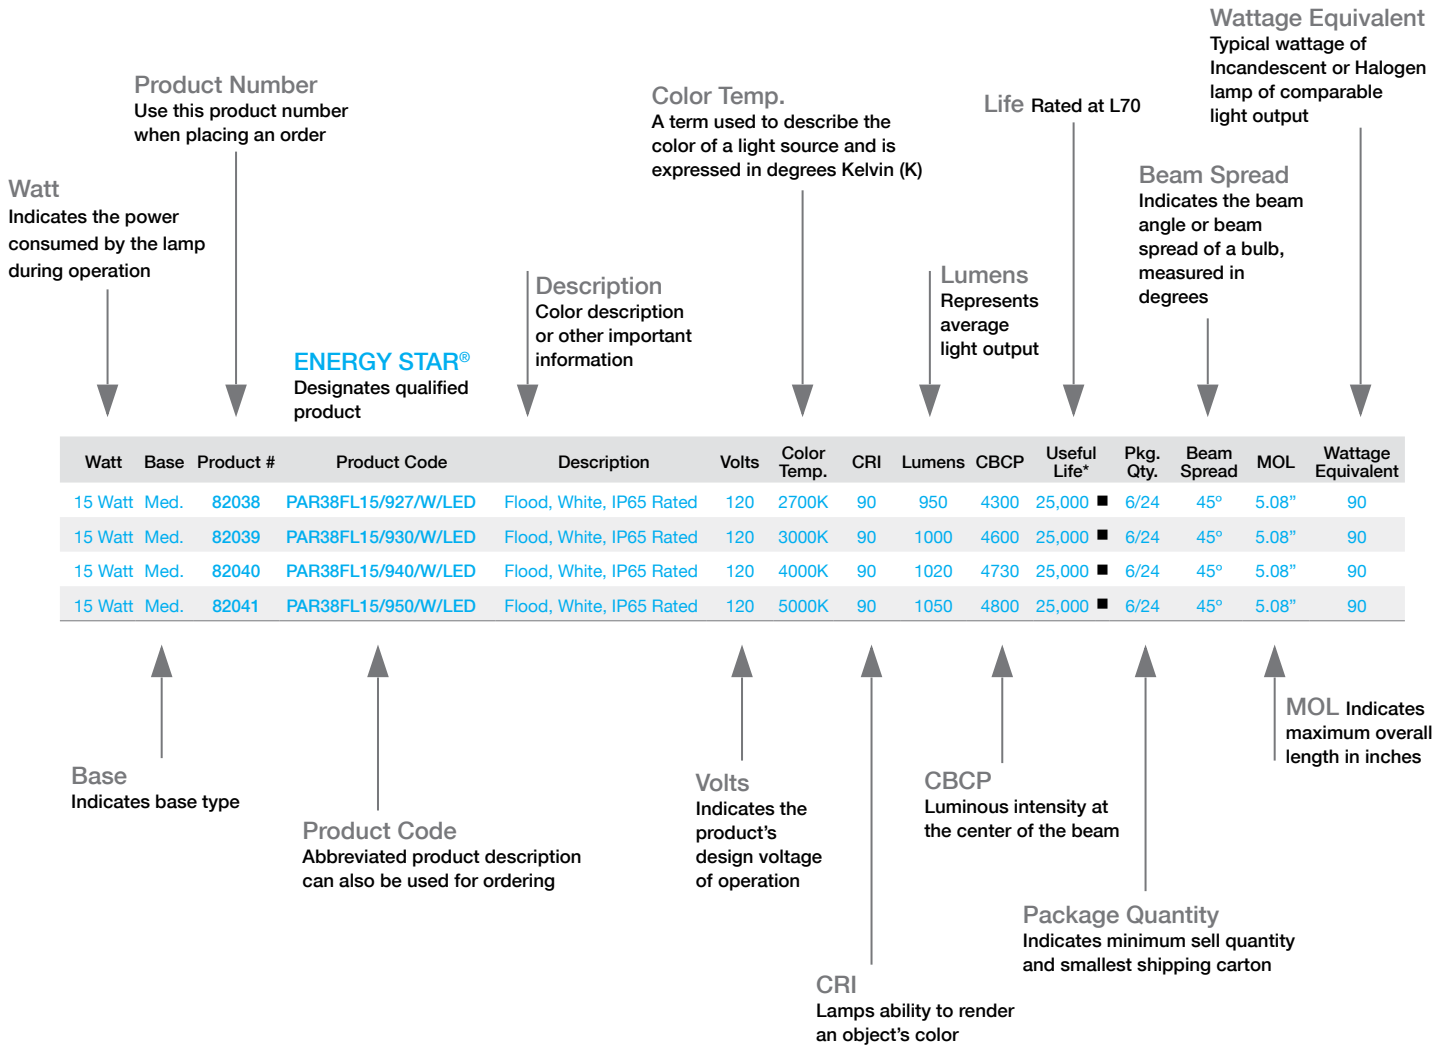 Wattage Equivalent
Typical wattage of
Incandescent or Halogen
lamp of comparable
light output
Product Number
Use this product number
when placing an order
Color Temp.
A term used to describe the
color of a light source and is
expressed in degrees Kelvin (K)
Life Rated at L70
Beam Spread
Indicates the beam
angle or beam
spread of a bulb,
measured in
degrees
Watt
Indicates the power
consumed by the lamp
during operation
Description
Color description
or other important
information
Lumens
Represents
average
light output
ENERGY STAR®
Designates qualified
product
Watt Base Product # Product Code Description Volts Color Temp. CRI Lumens CBCP Useful Life* Pkg. Qty. Beam Spread MOL Wattage Equivalent
15 Watt Med. 82038 PAR38FL15/927/W/LED Flood, White, IP65 Rated 120 2700K 90 950 4300 25,000 ■ 6/24 45º 5.08” 90
15 Watt Med. 82039 PAR38FL15/930/W/LED Flood, White, IP65 Rated 120 3000K 90 1000 4600 25,000 ■ 6/24 45º 5.08” 90
15 Watt Med. 82040 PAR38FL15/940/W/LED Flood, White, IP65 Rated 120 4000K 90 1020 4730 25,000 ■ 6/24 45º 5.08” 90
15 Watt Med. 82041 PAR38FL15/950/W/LED Flood, White, IP65 Rated 120 5000K 90 1050 4800 25,000 ■ 6/24 45º 5.08” 90
MOL Indicates
maximum overall
length in inches
Base
Indicates base type
Volts
Indicates the
product’s
design voltage
of operation
CBCP
Luminous intensity at
the center of the beam
Product Code
Abbreviated product description
can also be used for ordering
Package Quantity
Indicates minimum sell quantity
and smallest shipping carton
CRI
Lamps ability to render
an object’s color